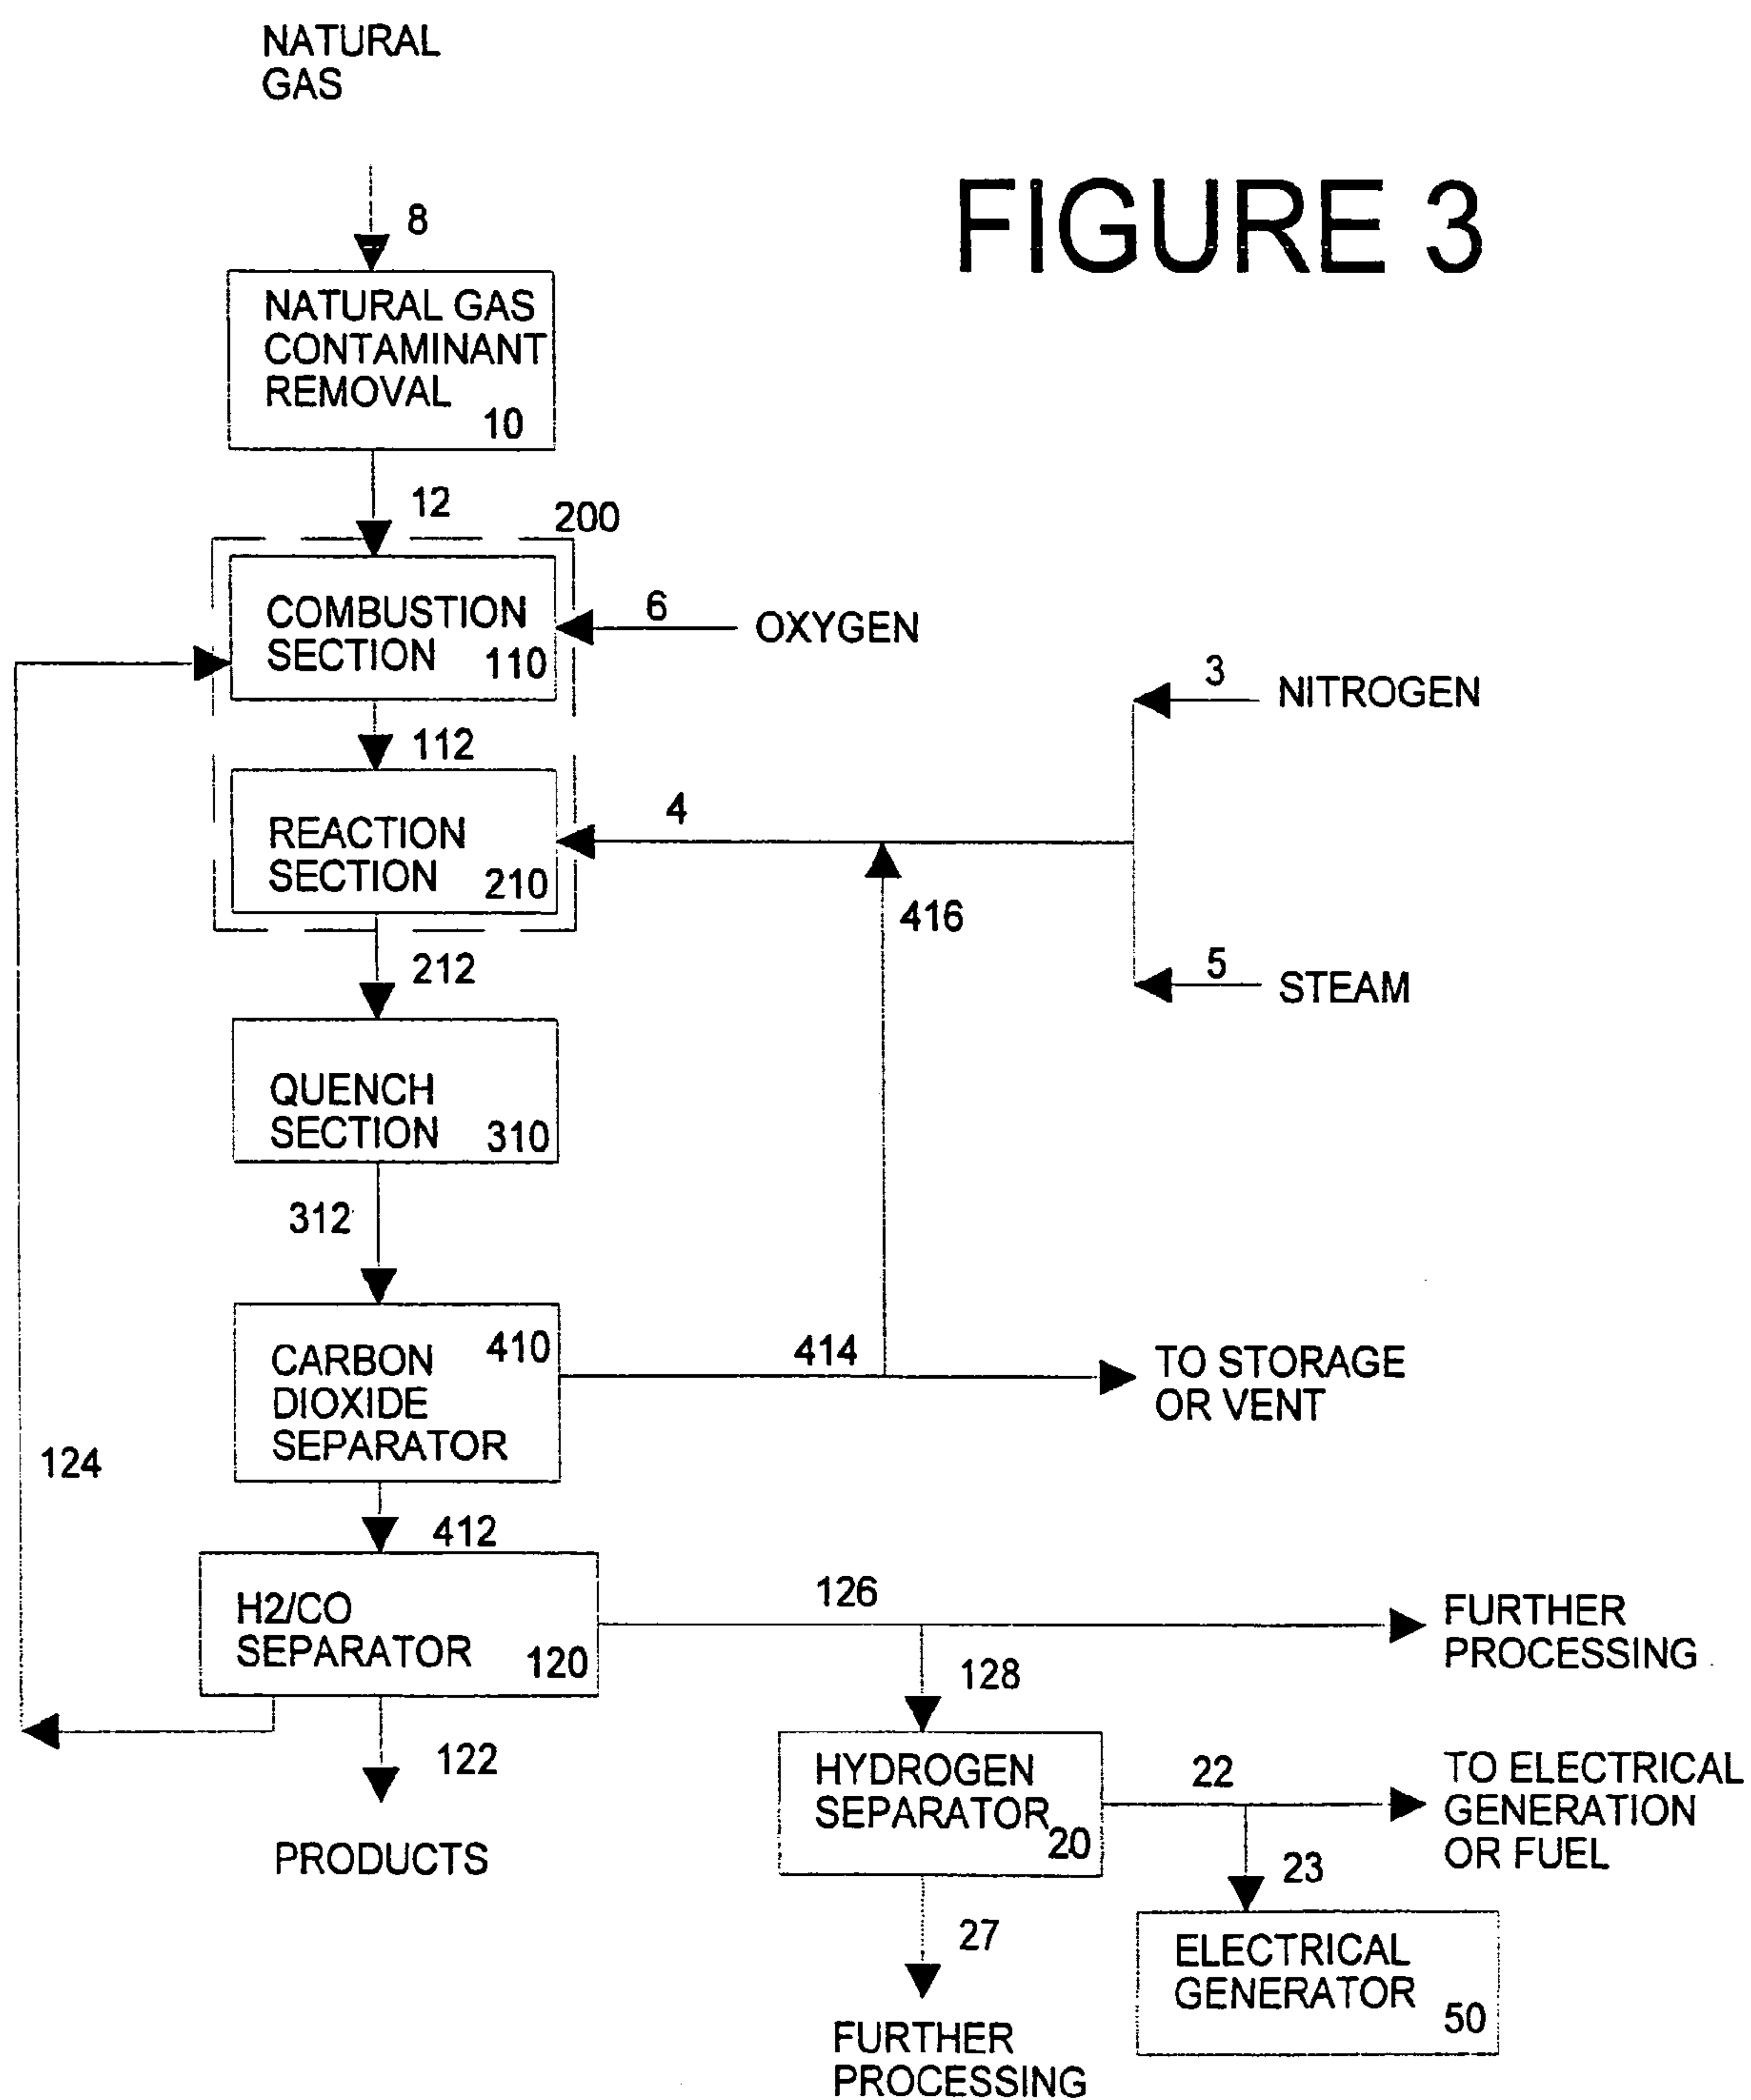 NATURAL
GAS
FIGURE 3
8
NATURAL GAS
CONTAMINANT
REMOVAL
10
12
200
COMBUSTION
SECTION
110
6
OXYGEN
3
NITROGEN
112
4
REACTION
SECTION
210
416
5
STEAM
212
QUENCH
SECTION
310
312
CARBON
DIOXIDE
SEPARATOR
410
414
TO STORAGE
OR VENT
124
412
H2/CO
SEPARATOR
120
126
FURTHER
PROCESSING
128
122
PRODUCTS
HYDROGEN
SEPARATOR
20
22
TO ELECTRICAL
GENERATION
OR FUEL
23
27
ELECTRICAL
GENERATOR
50
FURTHER
PROCESSING